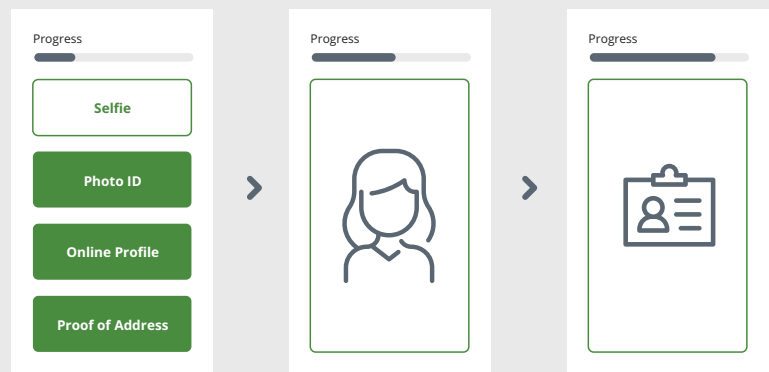 Progress
Selfie
Photo ID
Online Profile
Proof of Address
Progress
Progress